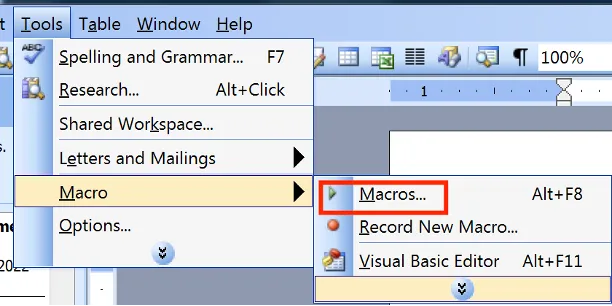 t Tools Table Window Help
ABC
Spelling and Grammar... F7
100%
Research... Alt+Click
1
Shared Workspace...
s.
Letters and Mailings
Macro
Macros... Alt+F8
me
Options...
Record New Macro...
2022
Visual Basic Editor Alt+F11